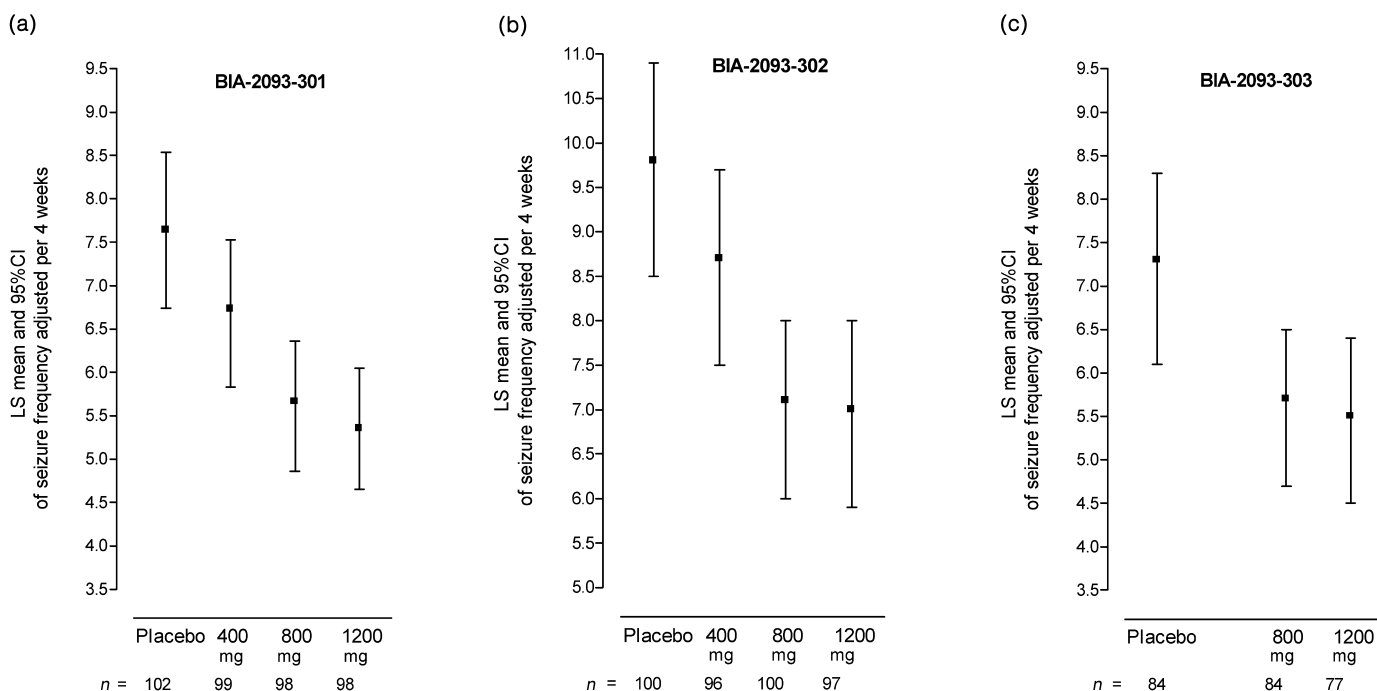 (a)
BIA-2093-301
LS mean and 95%CI
of seizure frequency adjusted per 4 weeks
9.5
9.0
8.5
8.0
7.5
7.0
6.5
6.0
5.5
5.0
4.5
4.0
3.5
Placebo 400 800 1200
mg mg mg
n = 102 99 98 98
(b)
BIA-2093-302
LS mean and 95%CI
of seizure frequency adjusted per 4 weeks
11.0
10.5
10.0
9.5
9.0
8.5
8.0
7.5
7.0
6.5
6.0
5.5
5.0
Placebo 400 800 1200
mg mg mg
n = 100 96 100 97
(c)
BIA-2093-303
LS mean and 95%CI
of seizure frequency adjusted per 4 weeks
9.5
9.0
8.5
8.0
7.5
7.0
6.5
6.0
5.5
5.0
4.5
4.0
3.5
Placebo 800 1200
mg mg
n = 84 84 77